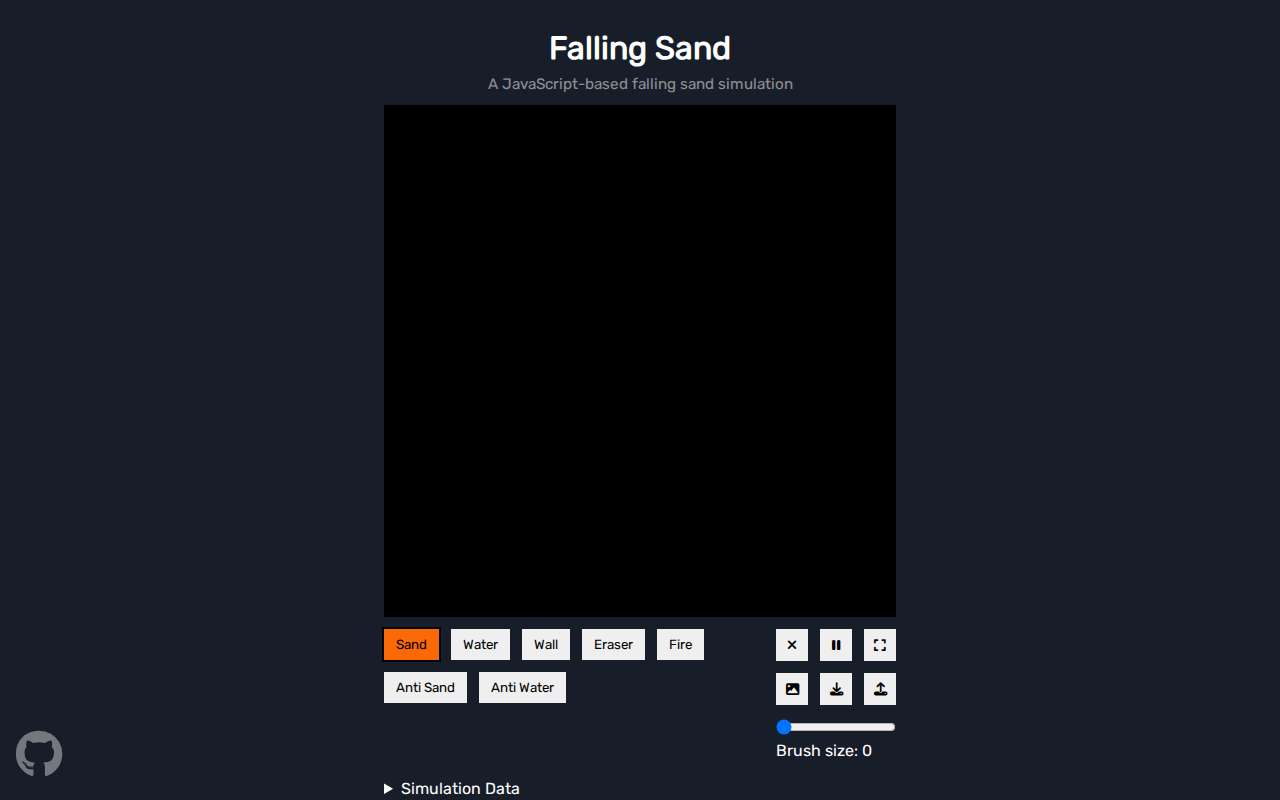 Falling Sand
A JavaScript-based falling sand simulation
Sand Water Wall Eraser Fire
Anti Sand Anti Water
Brush size: 0
Simulation Data